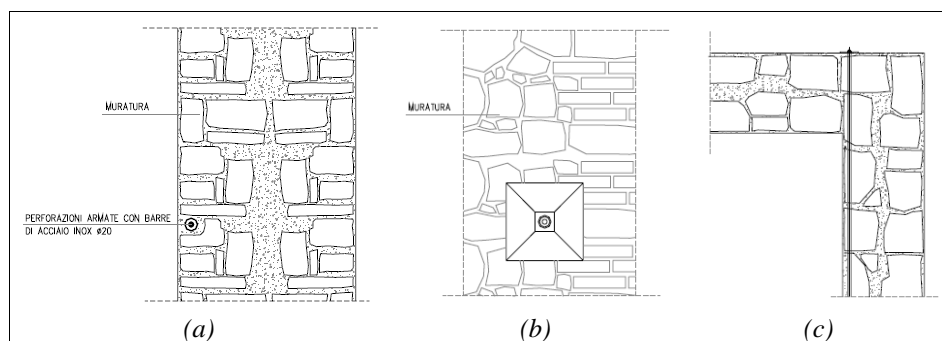 MURATURA
PERFORAZIONI ARMATE CON BARRE
DI ACCIAIO INOX ø20
(a)
MURATURA
(b)
(c)